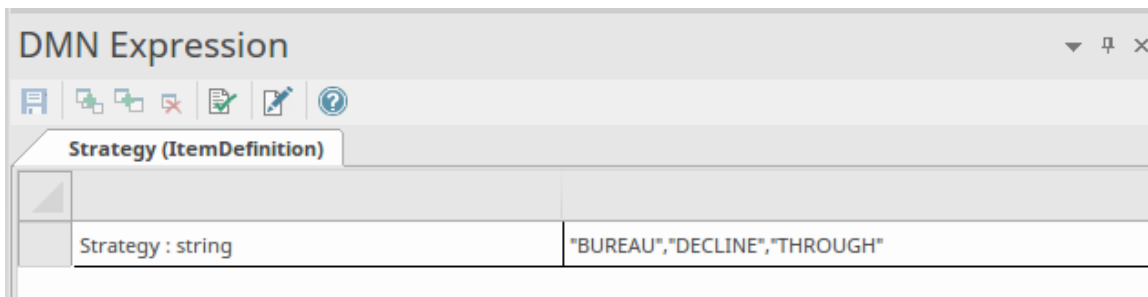 DMN Expression
Strategy (ItemDefinition)
Strategy : string "BUREAU","DECLINE","THROUGH"